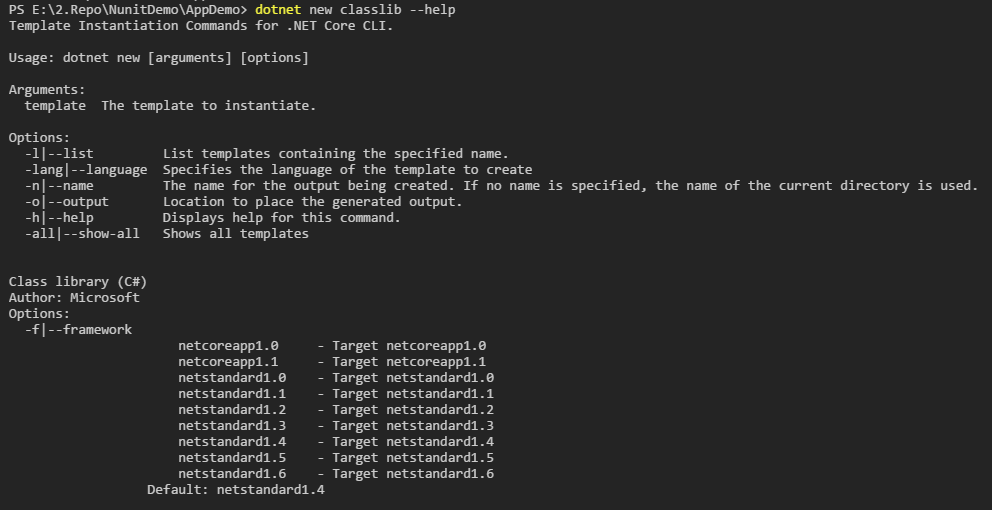 PS E:\2.Repo\NunitDemo\AppDemo> dotnet new classlib --help
Template Instantiation Commands for .NET Core CLI.
Usage: dotnet new [arguments] [options]
Arguments:
template  The template to instantiate.
Options:
-l|--list         List templates containing the specified name.
-lang|--language  Specifies the language of the template to create
-n|--name         The name for the output being created. If no name is specified, the name of the current directory is used.
-o|--output       Location to place the generated output.
-h|--help         Displays help for this command.
-all|--show-all   Shows all templates
Class library (C#)
Author: Microsoft
Options:
-f|--framework
netcoreapp1.0     - Target netcoreapp1.0
netcoreapp1.1     - Target netcoreapp1.1
netstandard1.0    - Target netstandard1.0
netstandard1.1    - Target netstandard1.1
netstandard1.2    - Target netstandard1.2
netstandard1.3    - Target netstandard1.3
netstandard1.4    - Target netstandard1.4
netstandard1.5    - Target netstandard1.5
netstandard1.6    - Target netstandard1.6
Default: netstandard1.4